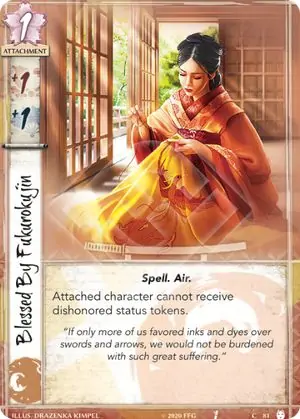 1
ATTACHMENT
+1
+1
Blessed By Fukurokujin
Spell. Air.
Attached character cannot receive
dishonored status tokens.
"If only more of us favored inks and dyes over
swords and arrows, we would not be burdened
with such great suffering."
ILLUS. DRAZENKA KIMPEL
© 2020 FFG
C 81